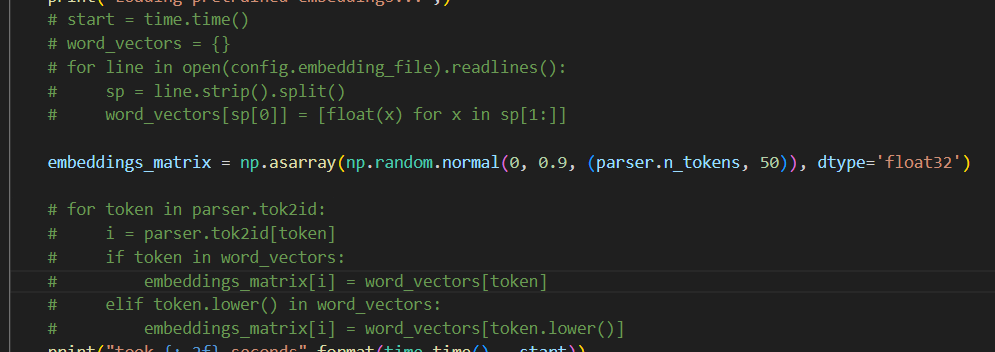 print("Loading pretrained embeddings...",)
# start = time.time()
# word_vectors = {}
# for line in open(config.embedding_file).readlines():
#     sp = line.strip().split()
#     word_vectors[sp[0]] = [float(x) for x in sp[1:]]
embeddings_matrix = np.asarray(np.random.normal(0, 0.9, (parser.n_tokens, 50)), dtype='float32')
# for token in parser.tok2id:
#     i = parser.tok2id[token]
#     if token in word_vectors:
#         embeddings_matrix[i] = word_vectors[token]
#     elif token.lower() in word_vectors:
#         embeddings_matrix[i] = word_vectors[token.lower()]
print("took {:.2f} seconds".format(time.time() - start))